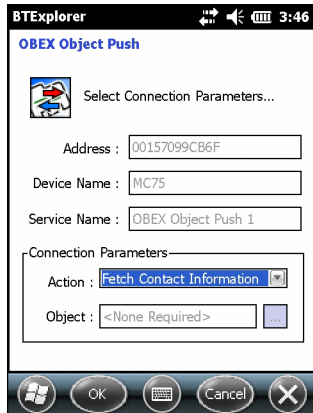 BTExplorer 3:46
OBEX Object Push
Select Connection Parameters...
Address : 00157099CB6F
Device Name : MC75
Service Name : OBEX Object Push 1
Connection Parameters
Action : Fetch Contact Information
Object : <None Required> ...
OK Cancel